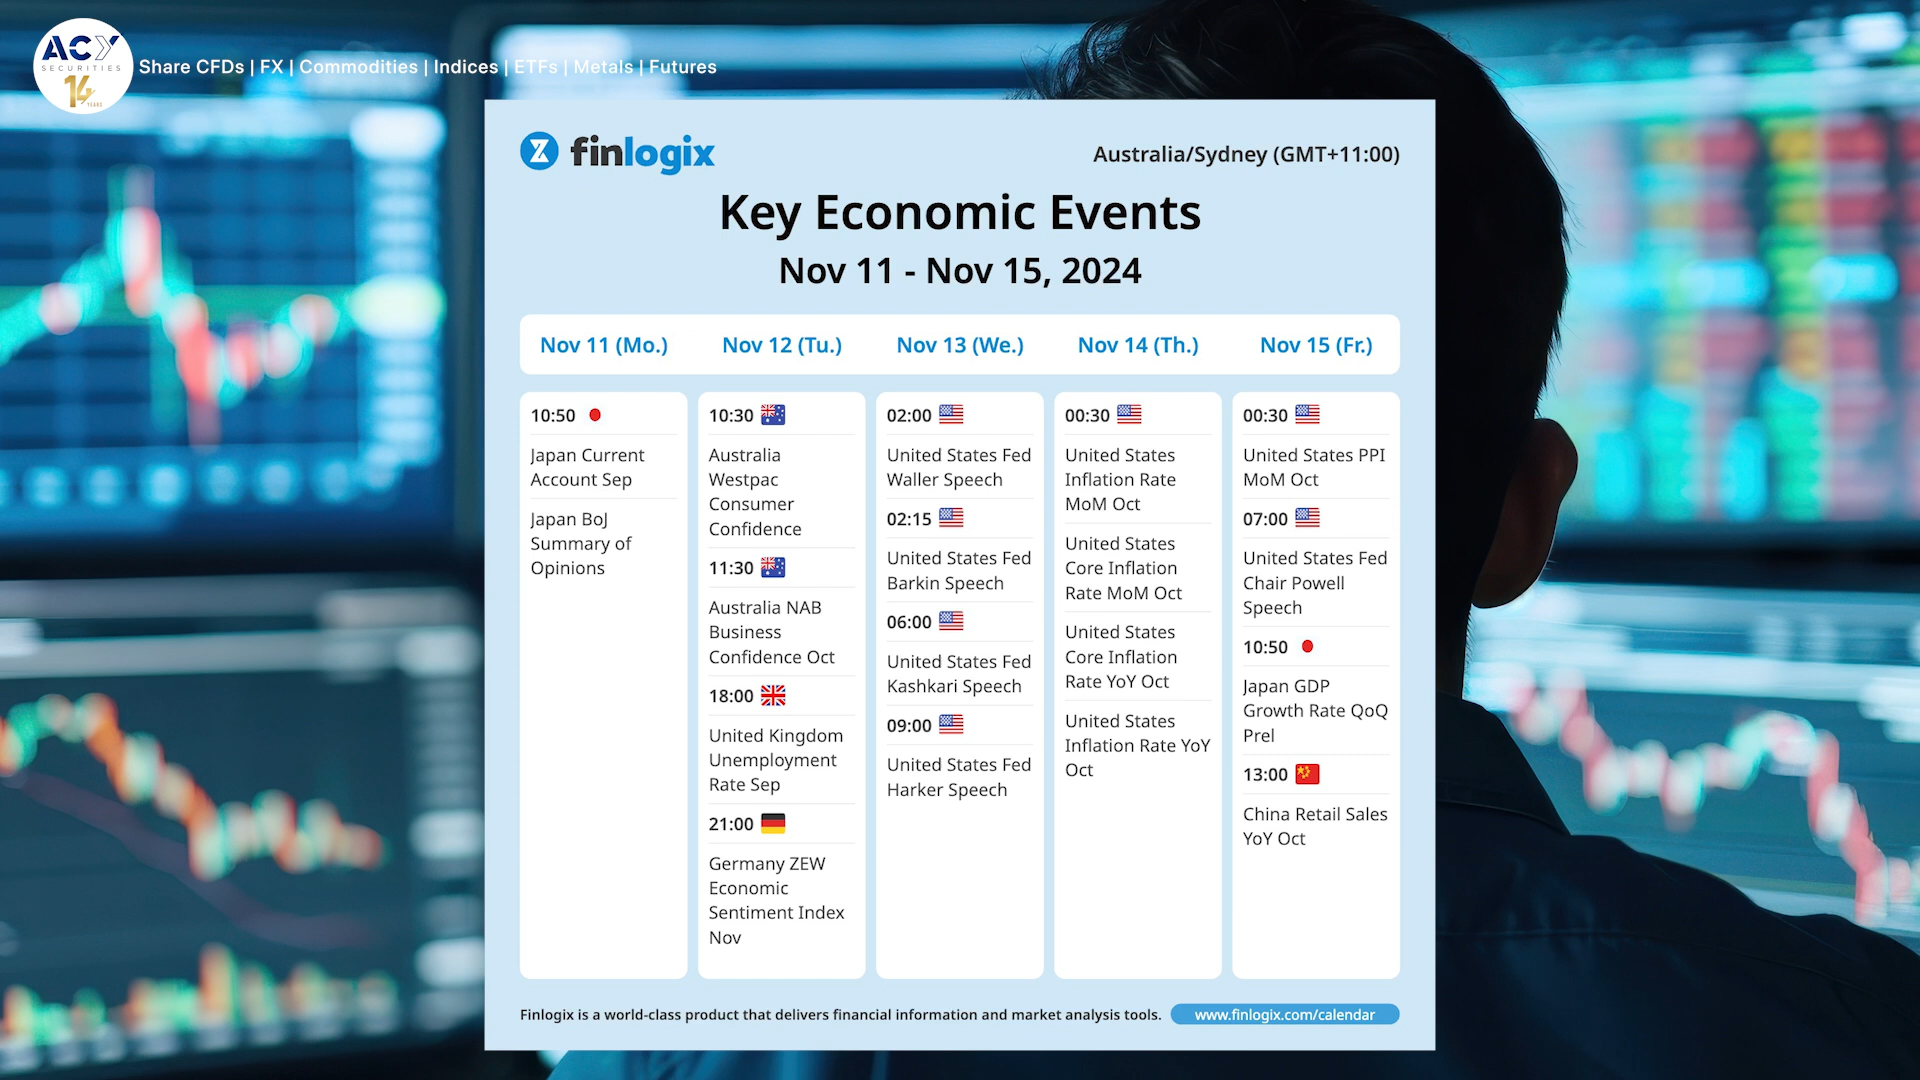 ACY
SECURITIES
14
YEARS
Share CFDs | FX | Commodities | Indices | ETFs | Metals | Futures
finlogix
Australia/Sydney (GMT+11:00)
Key Economic Events
Nov 11 - Nov 15, 2024
Nov 11 (Mo.)
Nov 12 (Tu.)
Nov 13 (We.)
Nov 14 (Th.)
Nov 15 (Fr.)
10:50
Japan Current
Account Sep
Japan BoJ
Summary of
Opinions
10:30
Australia
Westpac
Consumer
Confidence
11:30
Australia NAB
Business
Confidence Oct
18:00
United Kingdom
Unemployment
Rate Sep
21:00
Germany ZEW
Economic
Sentiment Index
Nov
02:00
United States Fed
Waller Speech
02:15
United States Fed
Barkin Speech
06:00
United States Fed
Kashkari Speech
09:00
United States Fed
Harker Speech
00:30
United States
Inflation Rate
MoM Oct
United States
Core Inflation
Rate MoM Oct
United States
Core Inflation
Rate YoY Oct
United States
Inflation Rate YoY
Oct
00:30
United States PPI
MoM Oct
07:00
United States Fed
Chair Powell
Speech
10:50
Japan GDP
Growth Rate QoQ
Prel
13:00
China Retail Sales
YoY Oct
Finlogix is a world-class product that delivers financial information and market analysis tools.
www.finlogix.com/calendar